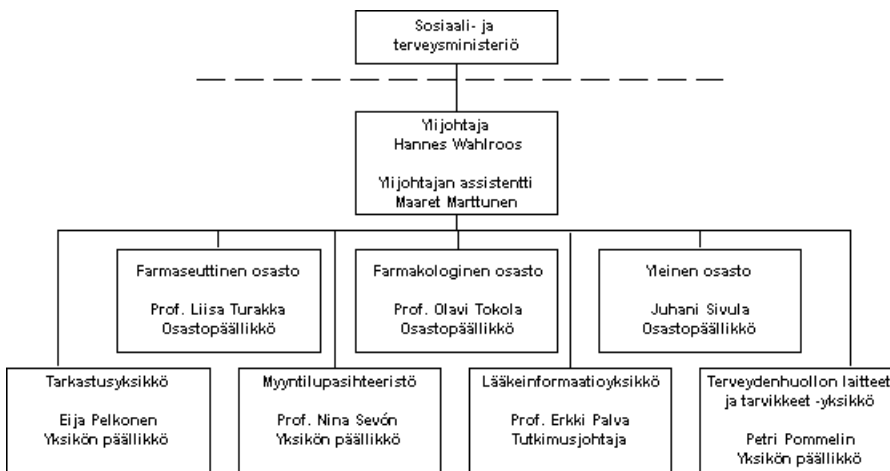 Sosiaali- ja
terveysministeriö
Ylijohtaja
Hannes Wahlroos
Ylijohtajan assistentti
Maaret Marttunen
Farmaseuttinen osasto
Prof. Liisa Turakka
Osastopäällikkö
Farmakologinen osasto
Prof. Olavi Tokola
Osastopäällikkö
Yleinen osasto
Juhani Sivula
Osastopäällikkö
Tarkastusyksikkö
Eija Pelkonen
Yksikön päällikkö
Myyntilupasihteeristö
Prof. Nina Sevón
Yksikön päällikkö
Lääkeinformaatioyksikkö
Prof. Erkki Palva
Tutkimusjohtaja
Terveydenhuollon laitteet
ja tarvikkeet -yksikkö
Petri Pommelin
Yksikön päällikkö